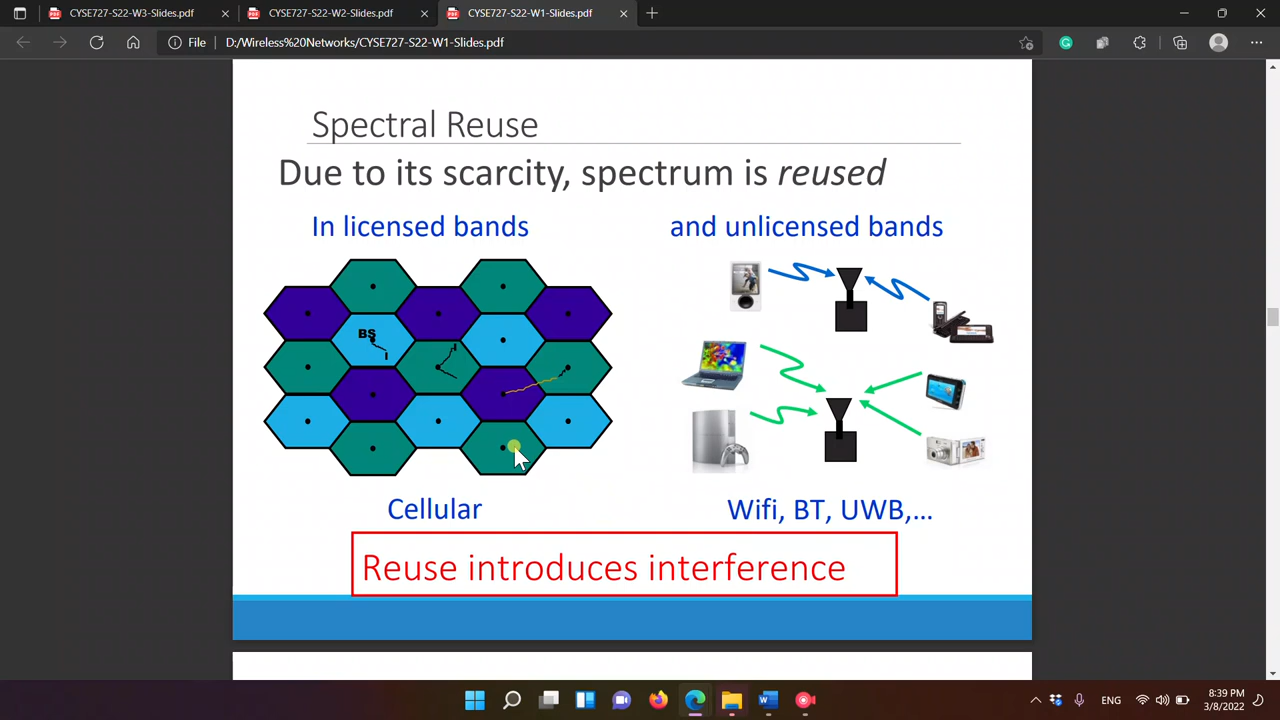 CYSE727-S22-W3-Slides.pdf
CYSE727-S22-W2-Slides.pdf
CYSE727-S22-W1-Slides.pdf
File
D:/Wireless%20Networks/CYSE727-S22-W1-Slides.pdf
Spectral Reuse
Due to its scarcity, spectrum is reused
In licensed bands
and unlicensed bands
BS
Cellular
Wifi, BT, UWB,...
Reuse introduces interference
ENG
8:39 PM
3/8/2022